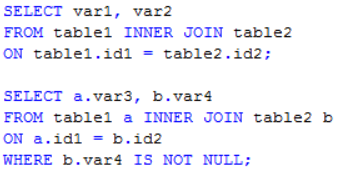 SELECT var1, var2
FROM table1 INNER JOIN table2
ON table1.id1 = table2.id2;
SELECT a.var3, b.var4
FROM table1 a INNER JOIN table2 b
ON a.id1 = b.id2
WHERE b.var4 IS NOT NULL;